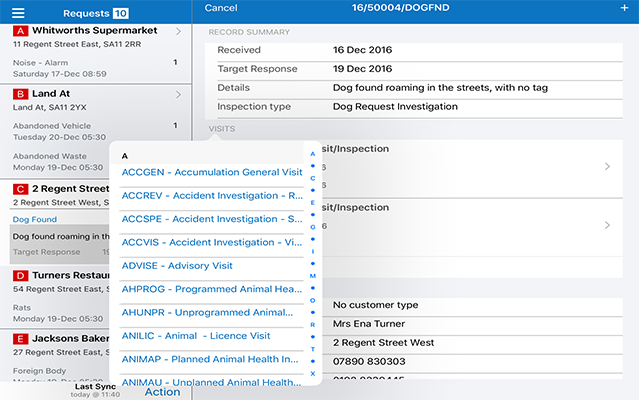 Requests 10
A Whitworths Supermarket
11 Regent Street East, SA11 2RR
Noise - Alarm 1
Saturday 17-Dec 08:59
B Land At
Land At, SA11 2YX
Abandoned Vehicle 1
Tuesday 20-Dec 05:30
Abandoned Waste
Monday 19-Dec 05:30
C 2 Regent Street
2 Regent Street West, S
Dog Found
Dog found roaming in th
Target Response 19
D Turners Restaur
54 Regent Street East,
Rats
Monday 19-Dec 05:30
E Jacksons Baker
27 Regent Street East,
Foreign Body
Monday 19-Dec 05:30
Last Sync
today @ 11:40
Action
Cancel 16/50004/DOGFND +
RECORD SUMMARY
Received 16 Dec 2016
Target Response 19 Dec 2016
Details Dog found roaming in the streets, with no tag
Inspection type Dog Request Investigation
VISITS
sit/Inspection
6
6
sit/Inspection
6
No customer type
Mrs Ena Turner
2 Regent Street West
07890 830303
A
ACCGEN - Accumulation General Visit
ACCREV - Accident Investigation - R...
ACCSPE - Accident Investigation - S...
ACCVIS - Accident Investigation - Vi...
ADVISE - Advisory Visit
AHPROG - Programmed Animal Hea...
AHUNPR - Unprogrammed Animal...
ANILIC - Animal - Licence Visit
ANIMAP - Planned Animal Health In...
ANIMAU - Unplanned Animal Health...
A
C
E
G
I
M
O
R
T
X